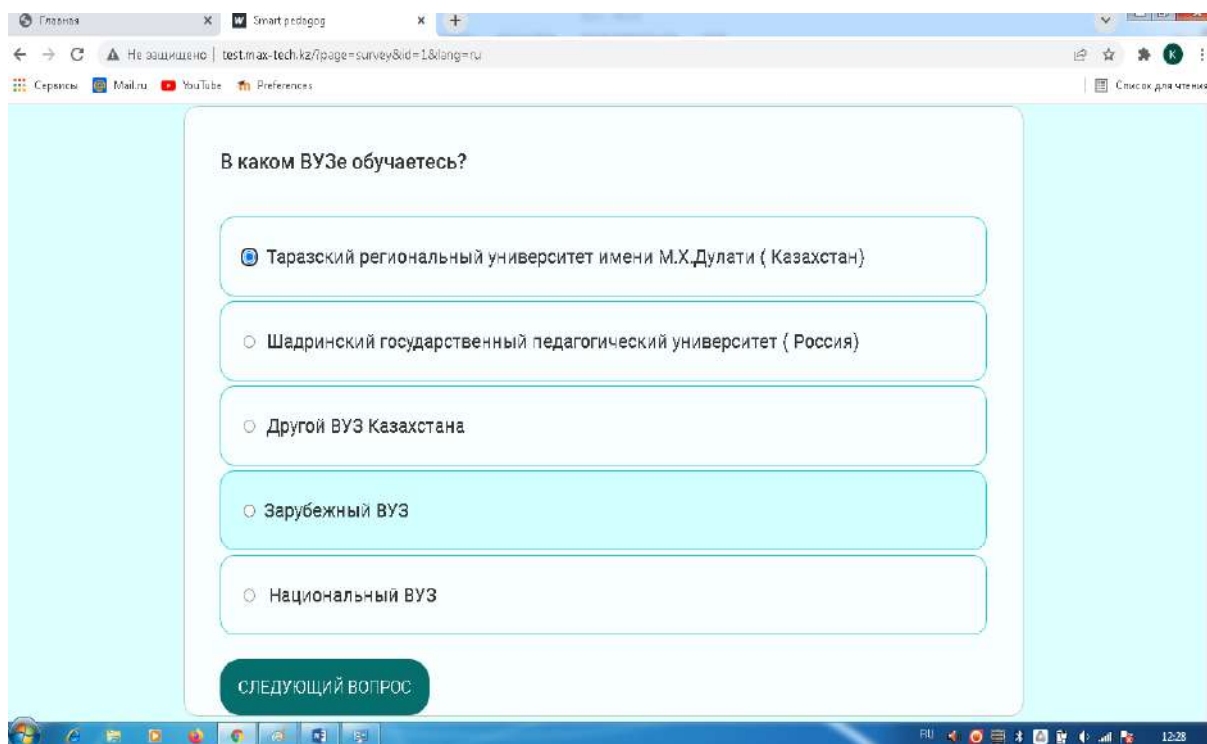 Главная
Smart pedagog
Не защищено | test.max-tech.kz/?page=survey&id=1&lang=ru
K
Сервисы Mail.ru YouTube Preferences
Список для чтения
В каком ВУЗе обучаетесь?
Таразский региональный университет имени М.Х.Дулати ( Казахстан)
Шадринский государственный педагогический университет ( Россия)
Другой ВУЗ Казахстана
Зарубежный ВУЗ
Национальный ВУЗ
СЛЕДУЮЩИЙ ВОПРОС
RU
12:28